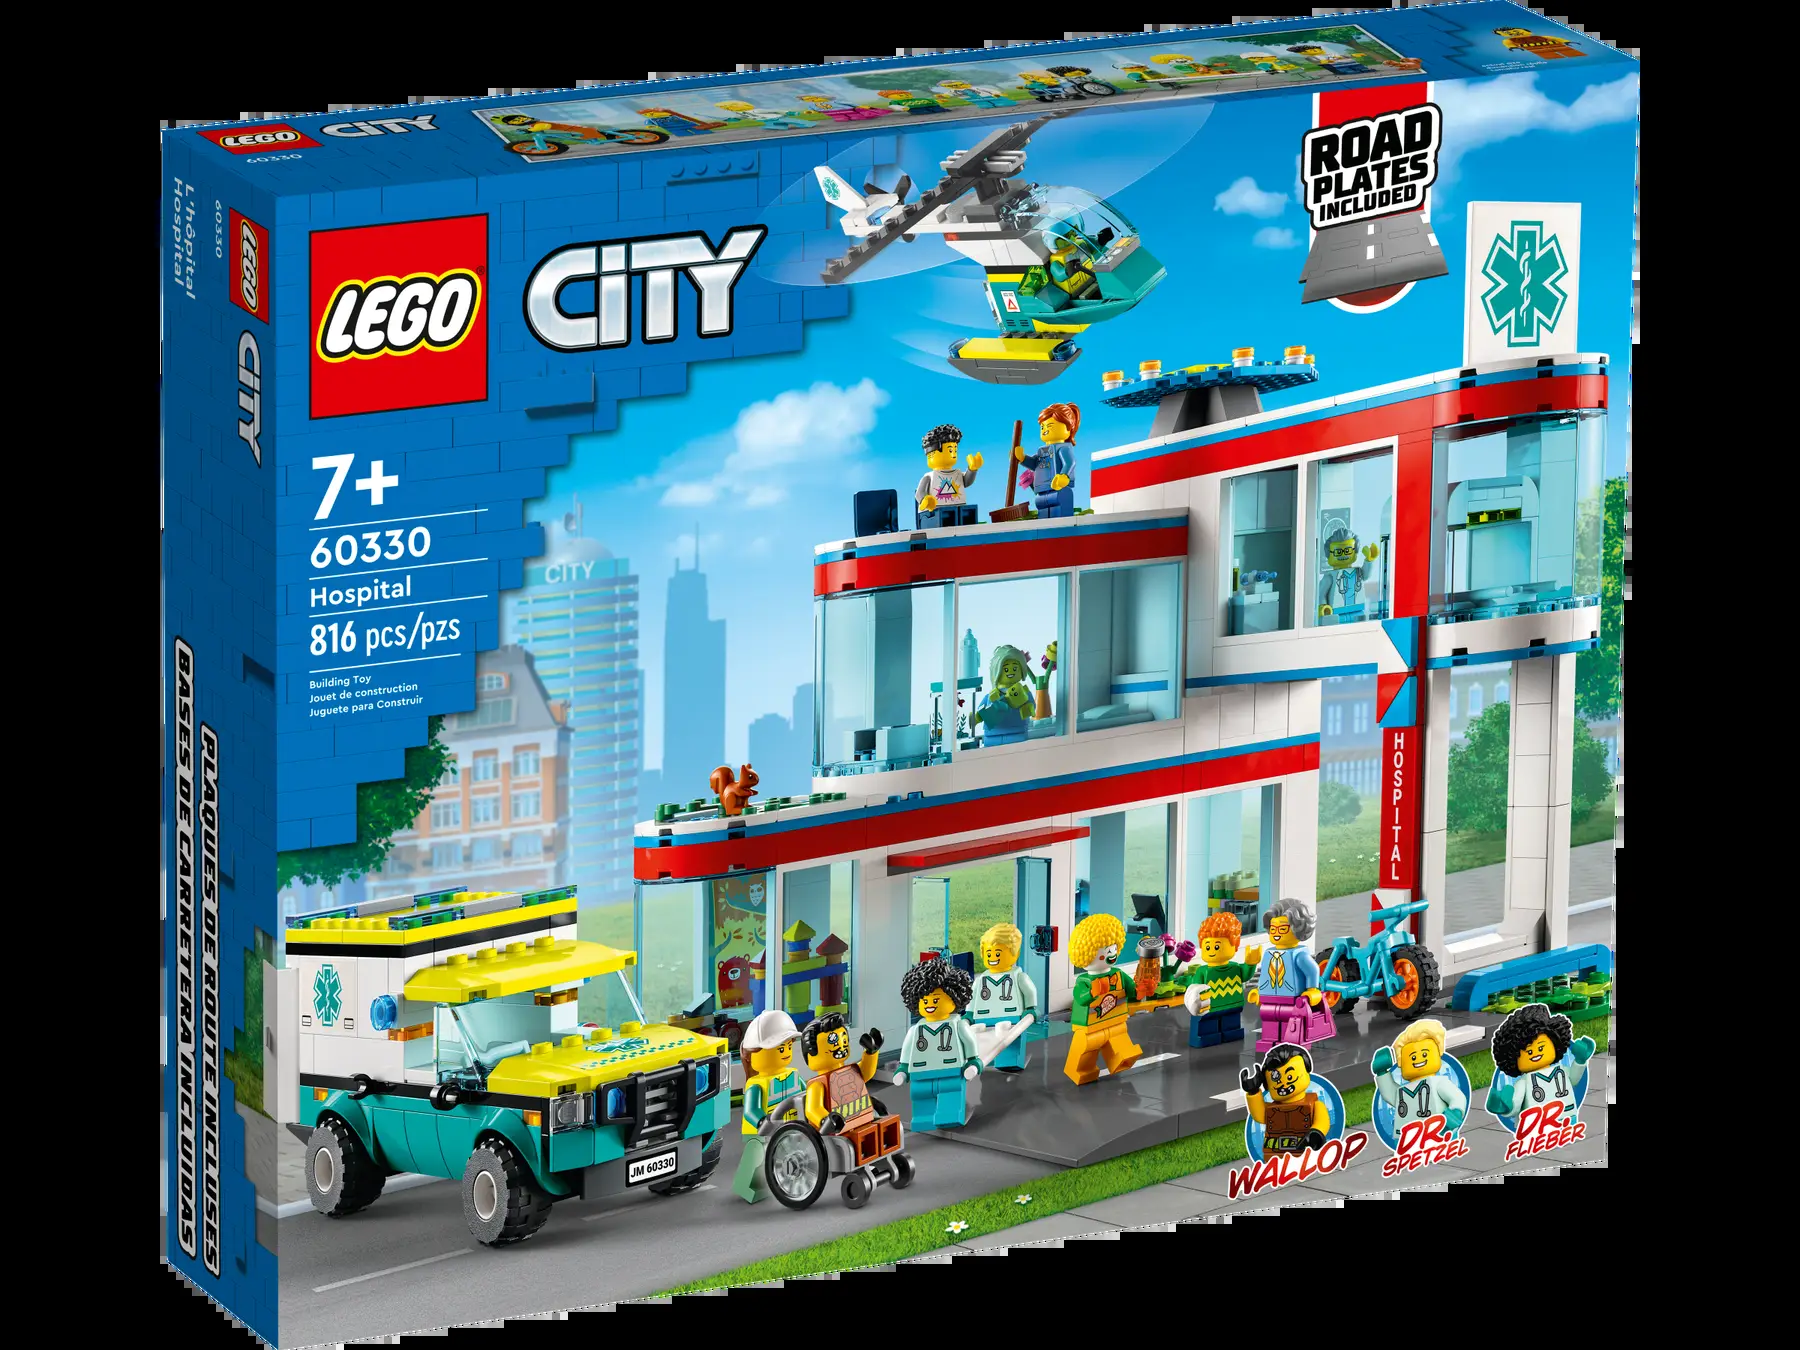 LEGO
CITY
60330
60330
L'hôpital
Hospital
LEGO
CITY
PLAQUES DE ROUTE INCLUSES
BASES DE CARRETERA INCLUIDAS
LEGO
CITY
7+
60330
Hospital
816 pcs/pzs
Building Toy
Jouet de construction
Juguete para Construir
ROAD
PLATES
INCLUDED
CITY
HOSPITAL
JM 60330
WALLOP
DR.
SPETZEL
DR.
FLIEBER